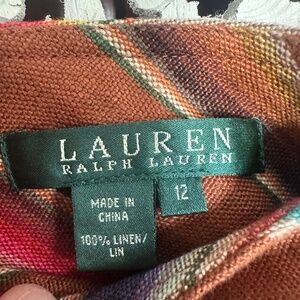 LAUREN
RALPH LAUREN
12
MADE IN
CHINA
100% LINEN/
LIN